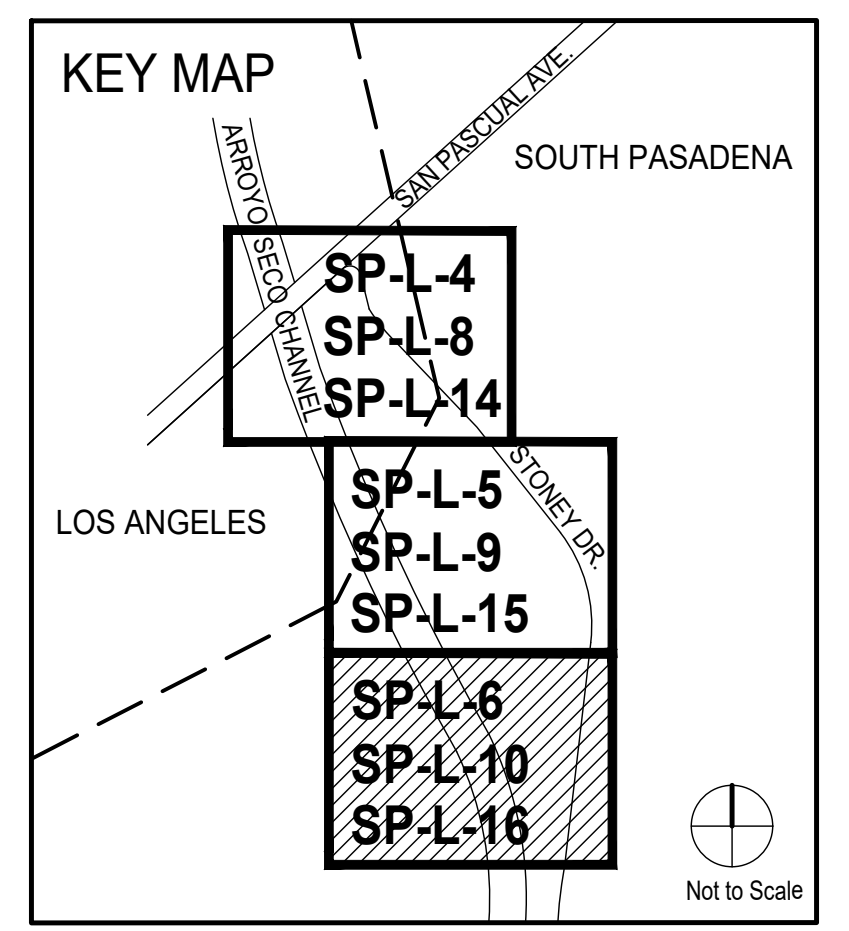 KEY MAP
SAN PASCUAL AVE.
SOUTH PASADENA
ARROYO SECO CHANNEL
SP-L-4
SP-L-8
SP-L-14
STONEY DR.
LOS ANGELES
SP-L-5
SP-L-9
SP-L-15
SP-L-6
SP-L-10
SP-L-16
Not to Scale